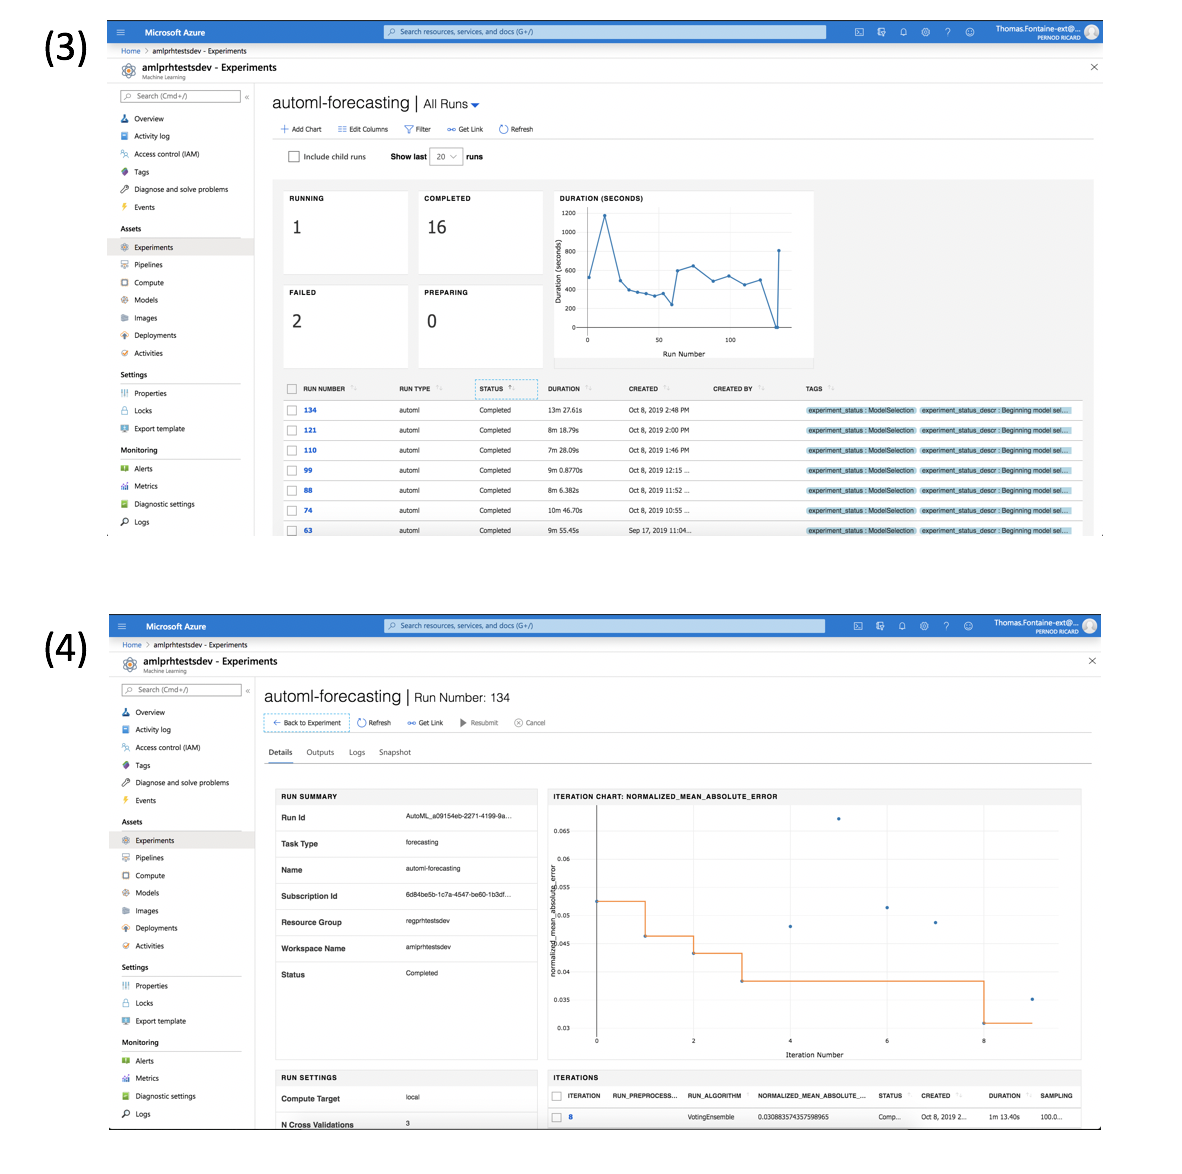 (3)
Microsoft Azure
Search resources, services, and docs (G+/)
Thomas.Fontaine-ext@...
PERNOD RICARD
Home > amlprhtestsdev - Experiments
amlprhtestsdev - Experiments
Machine Learning
Search (Cmd+/)
Overview
Activity log
Access control (IAM)
Tags
Diagnose and solve problems
Events
Assets
Experiments
Pipelines
Compute
Models
Images
Deployments
Activities
Settings
Properties
Locks
Export template
Monitoring
Alerts
Metrics
Diagnostic settings
Logs
automl-forecasting | All Runs
Add Chart Edit Columns Filter Get Link Refresh
Include child runs Show last 20 runs
RUNNING
1
COMPLETED
16
FAILED
2
PREPARING
0
DURATION (SECONDS)
1200
1000
800
600
400
200
0
Duration (seconds)
0 50 100
Run Number
RUN NUMBER RUN TYPE STATUS DURATION CREATED CREATED BY TAGS
134 automl Completed 13m 27.61s Oct 8, 2019 2:48 PM experiment_status : ModelSelection experiment_status_descr : Beginning model sel...
121 automl Completed 8m 18.79s Oct 8, 2019 2:00 PM experiment_status : ModelSelection experiment_status_descr : Beginning model sel...
110 automl Completed 7m 28.09s Oct 8, 2019 1:46 PM experiment_status : ModelSelection experiment_status_descr : Beginning model sel...
99 automl Completed 9m 0.8770s Oct 8, 2019 12:15 ... experiment_status : ModelSelection experiment_status_descr : Beginning model sel...
88 automl Completed 8m 6.382s Oct 8, 2019 11:52 ... experiment_status : ModelSelection experiment_status_descr : Beginning model sel...
74 automl Completed 10m 46.70s Oct 8, 2019 10:55 ... experiment_status : ModelSelection experiment_status_descr : Beginning model sel...
63 automl Completed 9m 55.45s Sep 17, 2019 11:04... experiment_status : ModelSelection experiment_status_descr : Beginning model sel...
(4)
Microsoft Azure
Search resources, services, and docs (G+/)
Thomas.Fontaine-ext@...
PERNOD RICARD
Home > amlprhtestsdev - Experiments
amlprhtestsdev - Experiments
Machine Learning
Search (Cmd+/)
Overview
Activity log
Access control (IAM)
Tags
Diagnose and solve problems
Events
Assets
Experiments
Pipelines
Compute
Models
Images
Deployments
Activities
Settings
Properties
Locks
Export template
Monitoring
Alerts
Metrics
Diagnostic settings
Logs
automl-forecasting | Run Number: 134
Back to Experiment Refresh Get Link Resubmit Cancel
Details Outputs Logs Snapshot
RUN SUMMARY
Run Id AutoML_a09154eb-2271-4199-9a...
Task Type forecasting
Name automl-forecasting
Subscription Id 6d84be5b-1c7a-4547-be60-1b3df...
Resource Group regprhtestsdev
Workspace Name amlprhtestsdev
Status Completed
RUN SETTINGS
Compute Target local
N Cross Validations 3
ITERATION CHART: NORMALIZED_MEAN_ABSOLUTE_ERROR
0.065
0.06
0.055
0.05
0.045
0.04
0.035
0.03
normalized_mean_absolute_error
0 2 4 6 8
Iteration Number
ITERATIONS
ITERATION RUN_PREPROCESS... RUN_ALGORITHM NORMALIZED_MEAN_ABSOLUTE_... STATUS CREATED DURATION SAMPLING
8 VotingEnsemble 0.030883574357598965 Comp... Oct 8, 2019 2... 1m 13.40s 100.0...